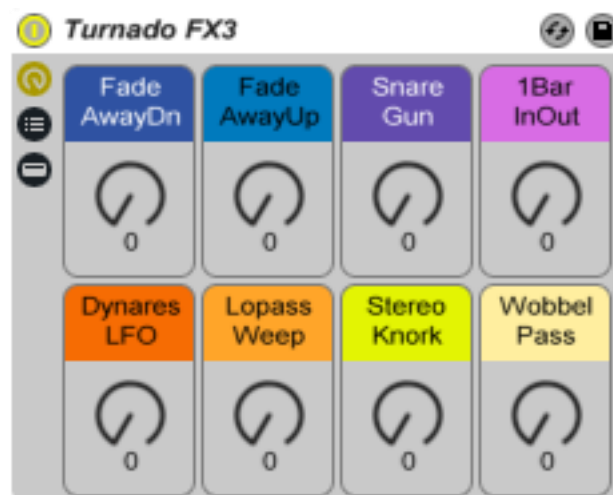 Turnado FX3
Fade AwayDn
Fade AwayUp
Snare Gun
1Bar InOut
0
0
0
0
Dynares LFO
Lopass Weep
Stereo Knork
Wobbel Pass
0
0
0
0